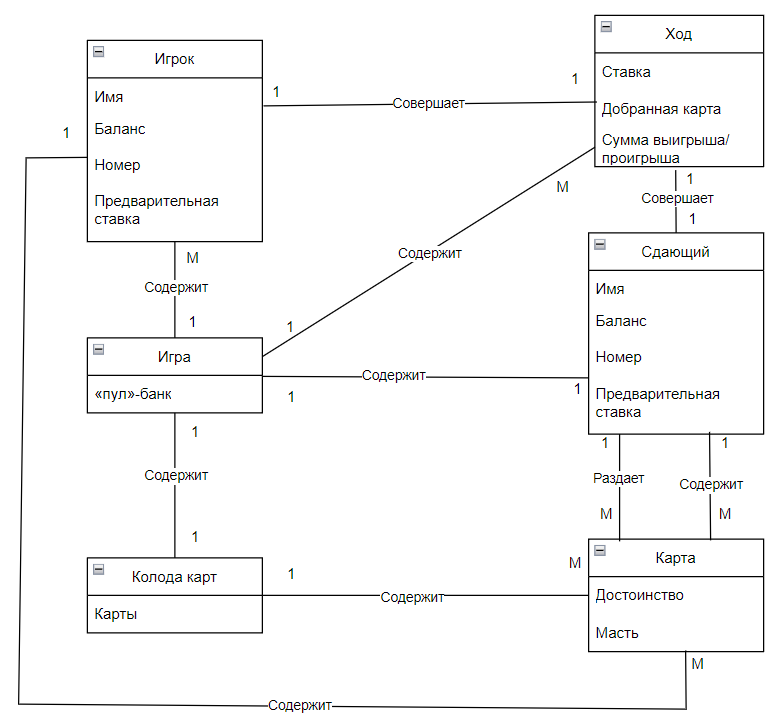 Игрок
Имя
Баланс
Номер
Предварительная
ставка
1
Совершает
1
Ход
Ставка
Добранная карта
Сумма выигрыша/
проигрыша
1
М
1
Совершает
1
Сдающий
Имя
Баланс
Номер
Предварительная
ставка
М
Содержит
1
Содержит
1
Игра
«пул»-банк
1
Содержит
1
1
Содержит
1
1
Раздает
М
1
Содержит
М
Колода карт
Карты
1
Содержит
М
Карта
Достоинство
Масть
М
Содержит